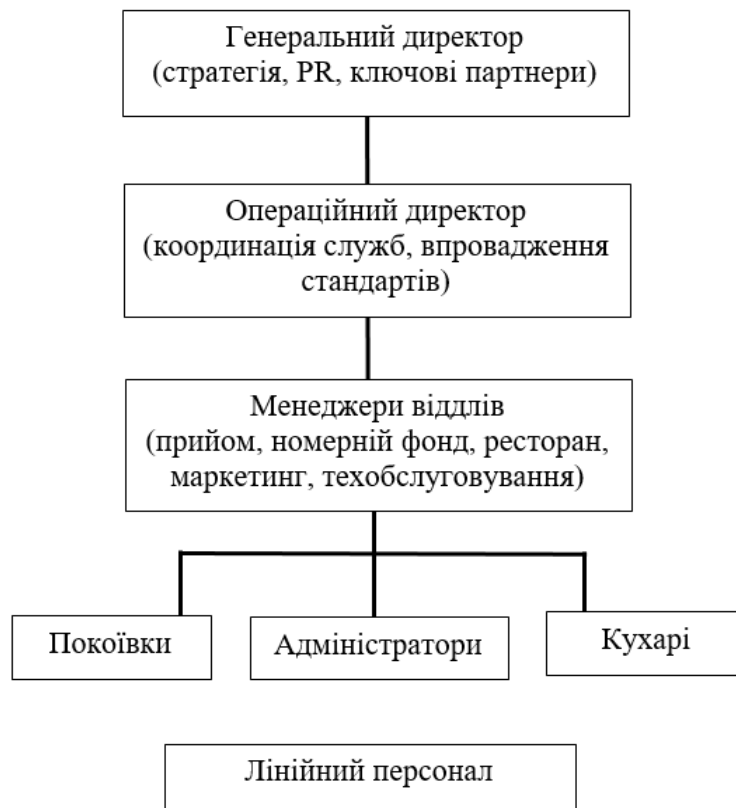 Генеральний директор
(стратегія, PR, ключові партнери)
Операційний директор
(координація служб, впровадження
стандартів)
Менеджери віддлів
(прийом, номерній фонд, ресторан,
маркетинг, техобслуговування)
Покоївки
Адміністратори
Кухарі
Лінійний персонал